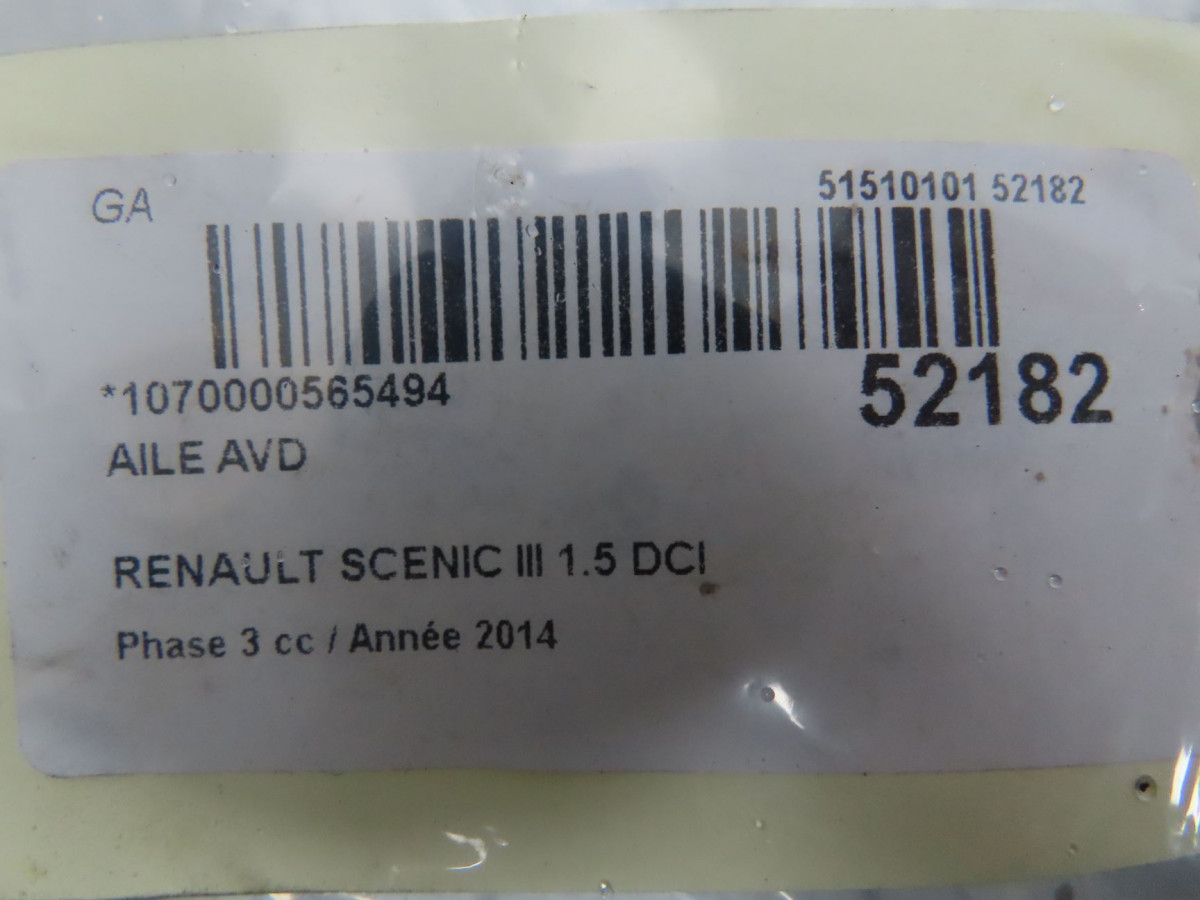 GA
51510101 52182
*1070000565494
52182
AILE AVD
RENAULT SCENIC III 1.5 DCI
Phase 3 cc / Année 2014